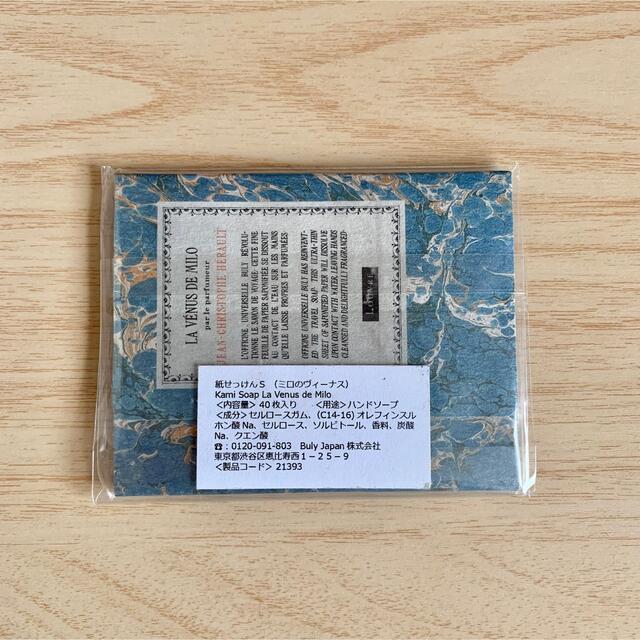 LA VÉNUS DE MILO
par le parfumeur
JEAN-CHRISTOPHE HERAULT
L'OFFICINE UNIVERSELLE BULY RÉVOLU-
TIONNE LE SAVON DE VOYAGE: CETTE FINE
FEUILLE DE PAPIER SAPONIFIÉE SE DISSOUT
AU CONTACT DE L'EAU SUR LES MAINS
QU'ELLE LAISSE PROPRES ET PARFUMÉES
OFFICINE UNIVERSELLE BULY HAS REINVENT-
ED THE TRAVEL SOAP: THIS ULTRA-THIN
SHEET OF SAPONIFIED PAPER WILL DISSOLVE
UPON CONTACT WITH WATER, LEAVING HANDS
CLEANSED AND DELIGHTFULLY FRAGRANCED
LOUVRE
紙せっけんS (ミロのヴィーナス)
Kami Soap La Venus de Milo
<内容量> 40枚入り <用途>ハンドソープ
<成分>セルロースガム、(C14-16) オレフィンスル
ホン酸Na、セルロース、ソルビトール、香料、炭酸
Na、クエン酸
☎:0120-091-803 Buly Japan 株式会社
東京都渋谷区恵比寿西1-25-9
<製品コード> 21393